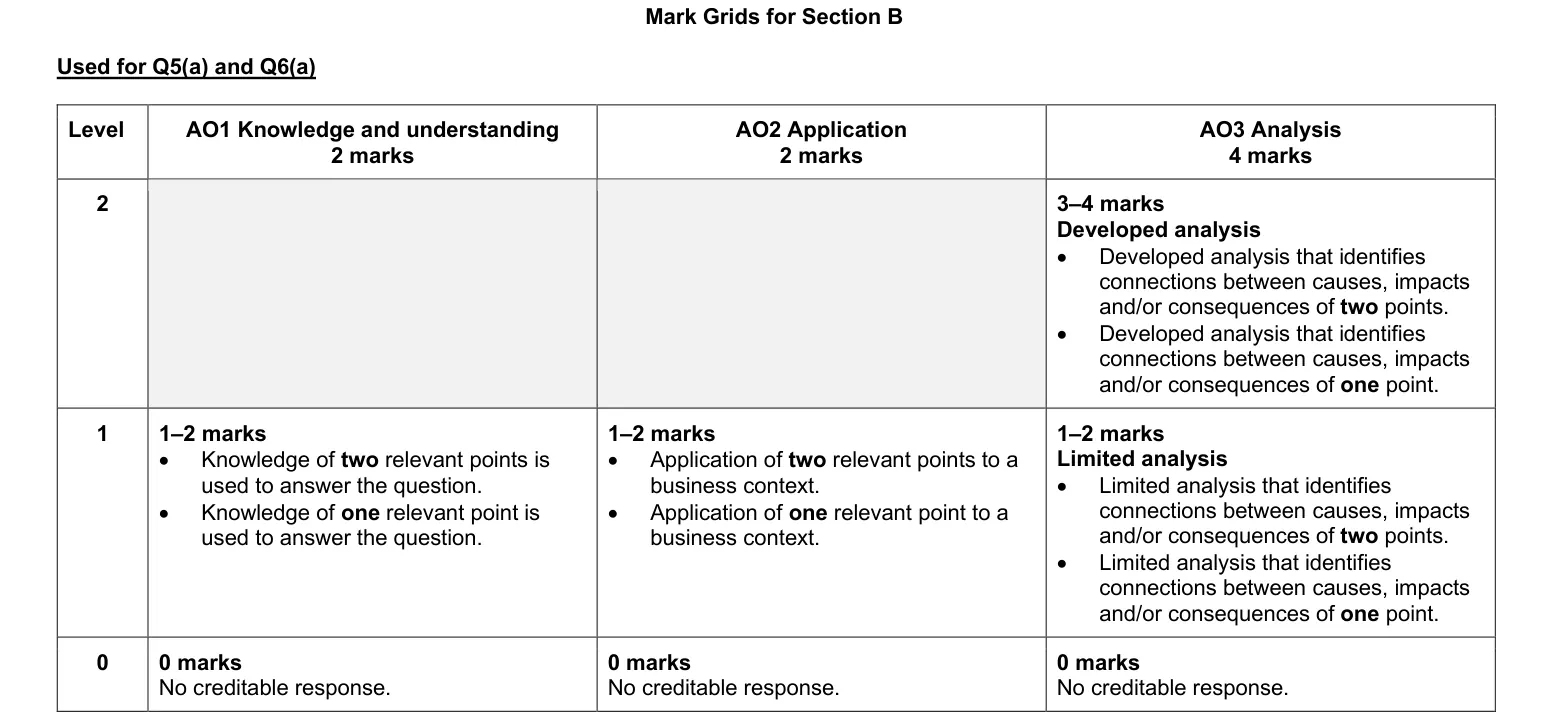 Mark Grids for Section B
Used for Q5(a) and Q6(a)
Level
AO1 Knowledge and understanding
2 marks
AO2 Application
2 marks
AO3 Analysis
4 marks
2
3–4 marks
Developed analysis
• Developed analysis that identifies
connections between causes, impacts
and/or consequences of two points.
• Developed analysis that identifies
connections between causes, impacts
and/or consequences of one point.
1
1–2 marks
• Knowledge of two relevant points is
used to answer the question.
• Knowledge of one relevant point is
used to answer the question.
1–2 marks
• Application of two relevant points to a
business context.
• Application of one relevant point to a
business context.
1–2 marks
Limited analysis
• Limited analysis that identifies
connections between causes, impacts
and/or consequences of two points.
• Limited analysis that identifies
connections between causes, impacts
and/or consequences of one point.
0
0 marks
No creditable response.
0 marks
No creditable response.
0 marks
No creditable response.